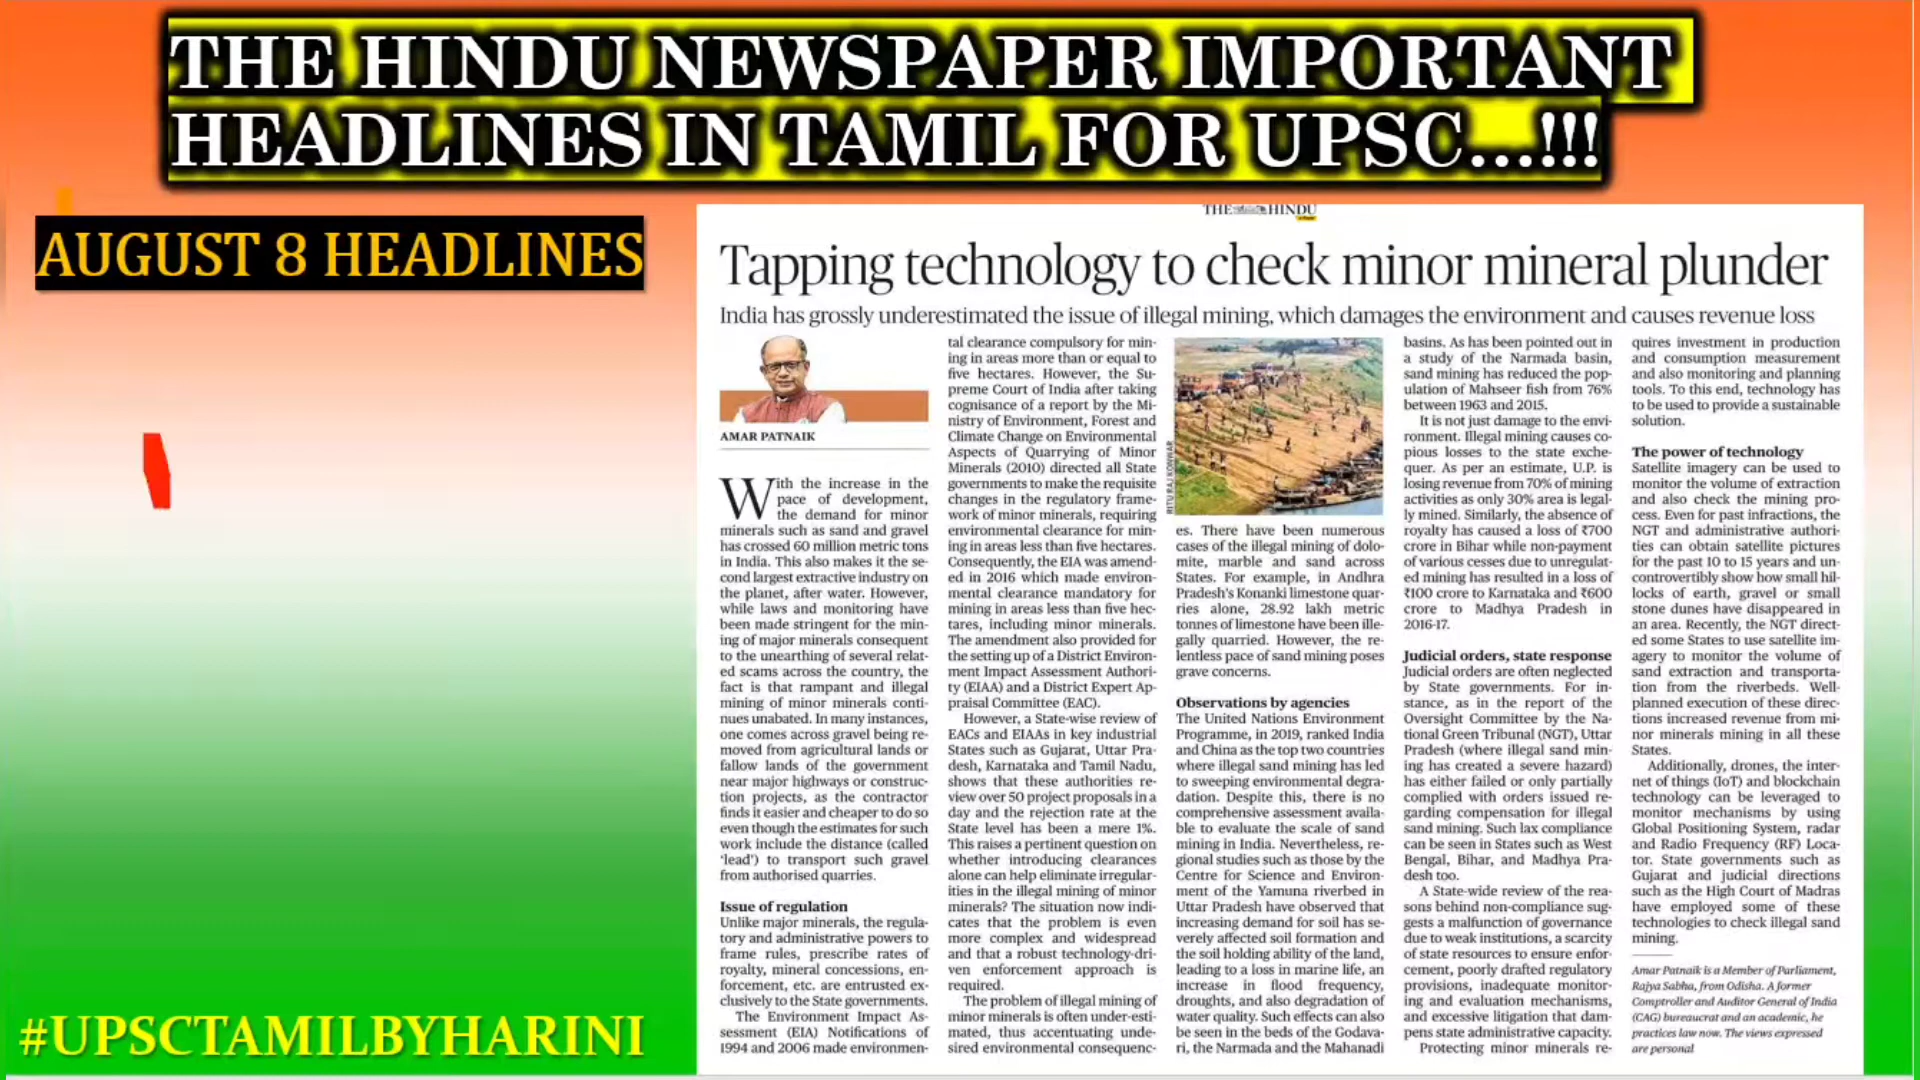 THE HINDU NEWSPAPER IMPORTANT
HEADLINES IN TAMIL FOR UPSC...!!!
AUGUST 8 HEADLINES
THE HINDU
Tapping technology to check minor mineral plunder
India has grossly underestimated the issue of illegal mining, which damages the environment and causes revenue loss
AMAR PATNAIK
With the increase in the
pace of development,
the demand for minor
minerals such as sand and gravel
has crossed 60 million metric tons
in India. This also makes it the se-
cond largest extractive industry on
the planet, after water. However,
while laws and monitoring have
been made stringent for the min-
ing of major minerals consequent
to the unearthing of several relat-
ed scams across the country, the
fact is that rampant and illegal
mining of minor minerals conti-
nues unabated. In many instances,
one comes across gravel being re-
moved from agricultural lands or
fallow lands of the government
near major highways or construc-
tion projects, as the contractor
finds it easier and cheaper to do so
even though the estimates for such
work include the distance (called
'lead') to transport such gravel
from authorised quarries.
Issue of regulation
Unlike major minerals, the regula-
tory and administrative powers to
frame rules, prescribe rates of
royalty, mineral concessions, en-
forcement, etc. are entrusted ex-
clusively to the State governments.
The Environment Impact As-
sessment (EIA) Notifications of
1994 and 2006 made environmen-
tal clearance compulsory for min-
ing in areas more than or equal to
five hectares. However, the Su-
preme Court of India after taking
cognisance of a report by the Mi-
nistry of Environment, Forest and
Climate Change on Environmental
Aspects of Quarrying of Minor
Minerals (2010) directed all State
governments to make the requisite
changes in the regulatory frame-
work of minor minerals, requiring
environmental clearance for min-
ing in areas less than five hectares.
Consequently, the EIA was amend-
ed in 2016 which made environ-
mental clearance mandatory for
mining in areas less than five hec-
tares, including minor minerals.
The amendment also provided for
the setting up of a District Environ-
ment Impact Assessment Authori-
ty (EIAA) and a District Expert Ap-
praisal Committee (EAC).
However, a State-wise review of
EACs and EIAAs in key industrial
States such as Gujarat, Uttar Pra-
desh, Karnataka and Tamil Nadu,
shows that these authorities re-
view over 50 project proposals in a
day and the rejection rate at the
State level has been a mere 1%.
This raises a pertinent question on
whether introducing clearances
alone can help eliminate irregular-
ities in the illegal mining of minor
minerals? The situation now indi-
cates that the problem is even
more complex and widespread
and that a robust technology-dri-
ven enforcement approach is
required.
The problem of illegal mining of
minor minerals is often under-esti-
mated, thus accentuating unde-
sired environmental consequenc-
RITU RAJ KONWAR
es. There have been numerous
cases of the illegal mining of dolo-
mite, marble and sand across
States. For example, in Andhra
Pradesh's Konanki limestone quar-
ries alone, 28.92 lakh metric
tonnes of limestone have been ille-
gally quarried. However, the re-
lentless pace of sand mining poses
grave concerns.
Observations by agencies
The United Nations Environment
Programme, in 2019, ranked India
and China as the top two countries
where illegal sand mining has led
to sweeping environmental degra-
dation. Despite this, there is no
comprehensive assessment availa-
ble to evaluate the scale of sand
mining in India. Nevertheless, re-
gional studies such as those by the
Centre for Science and Environ-
ment of the Yamuna riverbed in
Uttar Pradesh have observed that
increasing demand for soil has se-
verely affected soil formation and
the soil holding ability of the land,
leading to a loss in marine life, an
increase in flood frequency,
droughts, and also degradation of
water quality. Such effects can also
be seen in the beds of the Godava-
ri, the Narmada and the Mahanadi
basins. As has been pointed out in
a study of the Narmada basin,
sand mining has reduced the pop-
ulation of Mahseer fish from 76%
between 1963 and 2015.
It is not just damage to the envi-
ronment. Illegal mining causes co-
pious losses to the state exche-
quer. As per an estimate, U.P. is
losing revenue from 70% of mining
activities as only 30% area is legal-
ly mined. Similarly, the absence of
royalty has caused a loss of ₹700
crore in Bihar while non-payment
of various cesses due to unregulat-
ed mining has resulted in a loss of
₹100 crore to Karnataka and ₹600
crore to Madhya Pradesh in
2016-17.
Judicial orders, state response
Judicial orders are often neglected
by State governments. For in-
stance, as in the report of the
Oversight Committee by the Na-
tional Green Tribunal (NGT), Uttar
Pradesh (where illegal sand min-
ing has created a severe hazard)
has either failed or only partially
complied with orders issued re-
garding compensation for illegal
sand mining. Such lax compliance
can be seen in States such as West
Bengal, Bihar, and Madhya Pra-
desh too.
A State-wide review of the rea-
sons behind non-compliance sug-
gests a malfunction of governance
due to weak institutions, a scarcity
of state resources to ensure enfor-
cement, poorly drafted regulatory
provisions, inadequate monitor-
ing and evaluation mechanisms,
and excessive litigation that dam-
pens state administrative capacity.
Protecting minor minerals re-
quires investment in production
and consumption measurement
and also monitoring and planning
tools. To this end, technology has
to be used to provide a sustainable
solution.
The power of technology
Satellite imagery can be used to
monitor the volume of extraction
and also check the mining pro-
cess. Even for past infractions, the
NGT and administrative authori-
ties can obtain satellite pictures
for the past 10 to 15 years and un-
controvertibly show how small hil-
locks of earth, gravel or small
stone dunes have disappeared in
an area. Recently, the NGT direct-
ed some States to use satellite im-
agery to monitor the volume of
sand extraction and transporta-
tion from the riverbeds. Well-
planned execution of these direc-
tions increased revenue from mi-
nor minerals mining in all these
States.
Additionally, drones, the inter-
net of things (IoT) and blockchain
technology can be leveraged to
monitor mechanisms by using
Global Positioning System, radar
and Radio Frequency (RF) Loca-
tor. State governments such as
Gujarat and judicial directions
such as the High Court of Madras
have employed some of these
technologies to check illegal sand
mining.
Amar Patnaik is a Member of Parliament,
Rajya Sabha, from Odisha. A former
Comptroller and Auditor General of India
(CAG) bureaucrat and an academic, he
practices law now. The views expressed
are personal
#UPSCTAMILBYHARINI